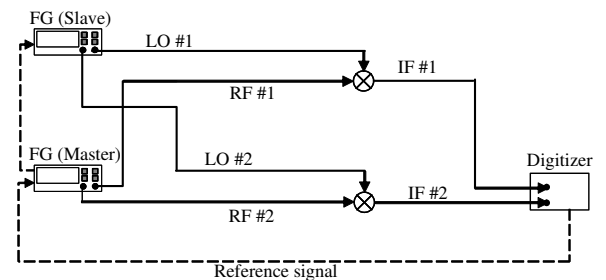 FG (Slave)
LO #1
IF #1
RF #1
FG (Master)
LO #2
Digitizer
IF #2
RF #2
Reference signal